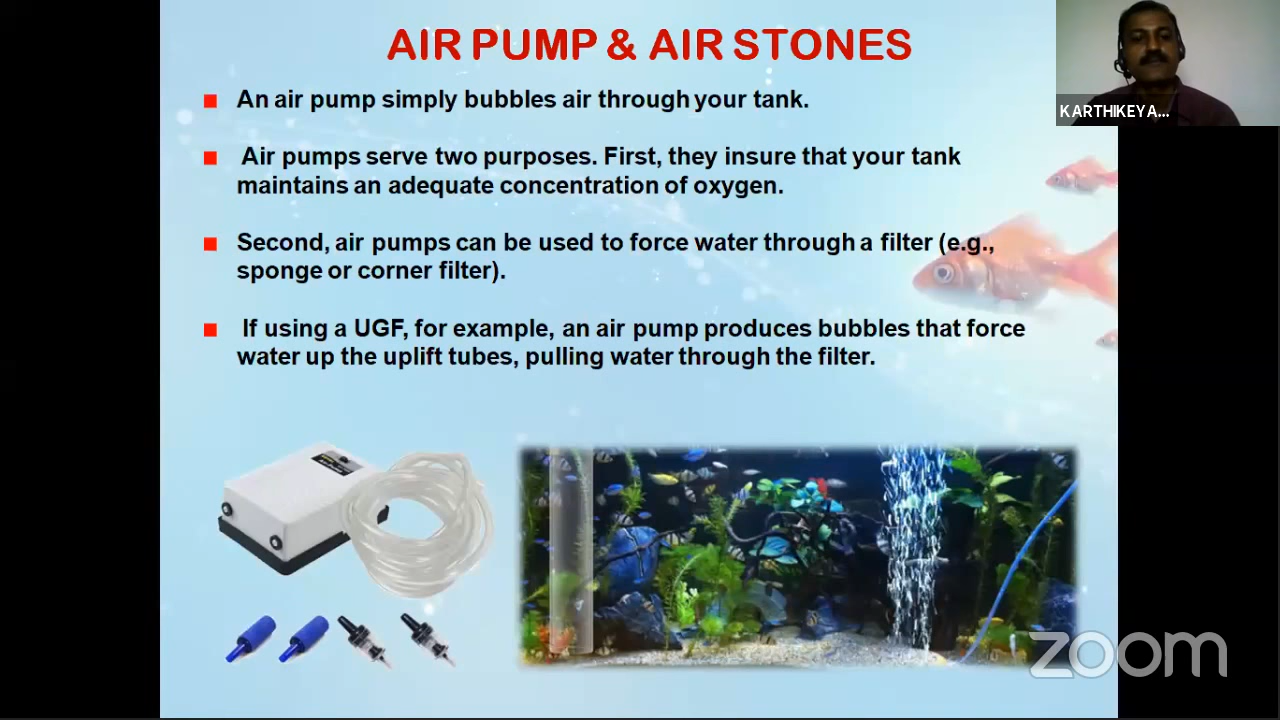 AIR PUMP & AIR STONES
An air pump simply bubbles air through your tank.
Air pumps serve two purposes. First, they insure that your tank
maintains an adequate concentration of oxygen.
Second, air pumps can be used to force water through a filter (e.g.,
sponge or corner filter).
If using a UGF, for example, an air pump produces bubbles that force
water up the uplift tubes, pulling water through the filter.
KARTHIKEYA...
zoom